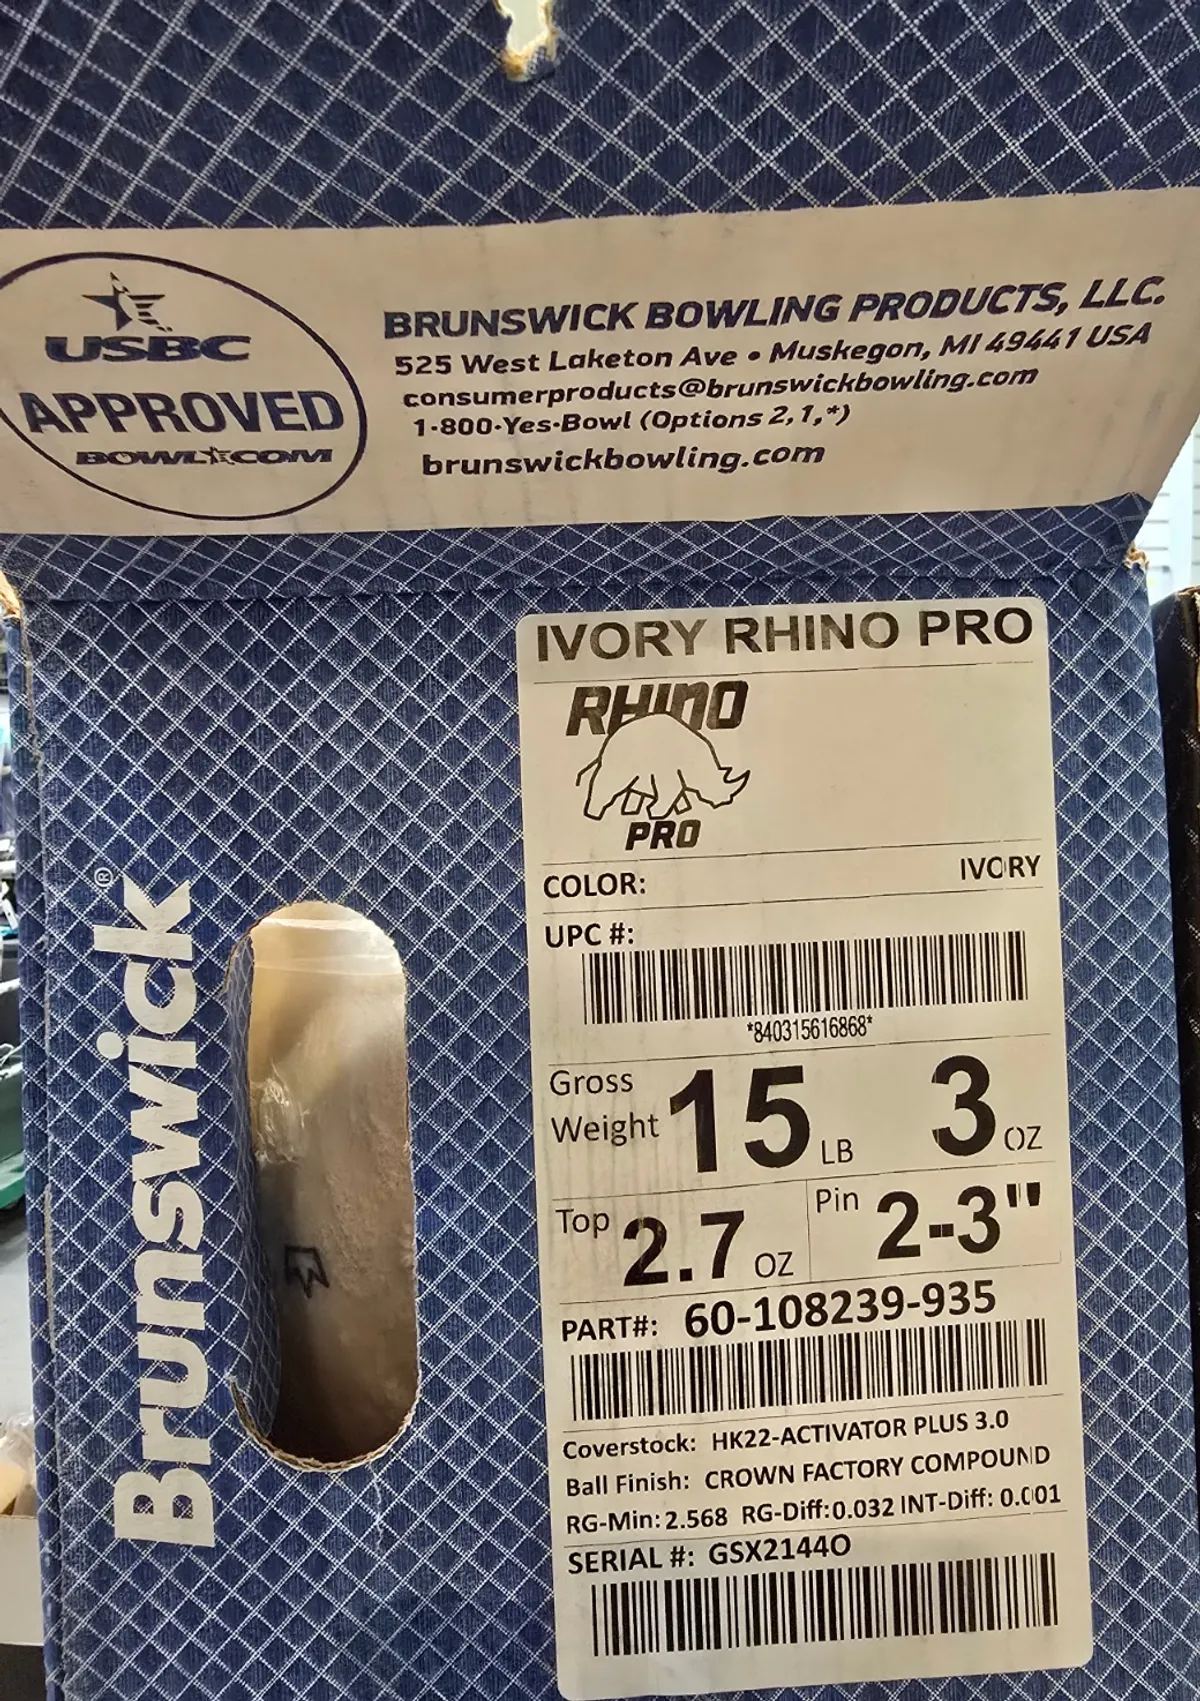 USBC
APPROVED
BOWL.COM
BRUNSWICK BOWLING PRODUCTS, LLC.
525 West Laketon Ave • Muskegon, MI 49441 USA
consumerproducts@brunswickbowling.com
1-800-Yes-Bowl (Options 2,1,*)
brunswickbowling.com
Brunswick®
IVORY RHINO PRO
RHINO
PRO
COLOR: IVORY
UPC #:
*840315616868*
Gross Weight 15 LB 3 OZ
Top 2.7 OZ Pin 2-3"
PART#: 60-108239-935
Coverstock: HK22-ACTIVATOR PLUS 3.0
Ball Finish: CROWN FACTORY COMPOUND
RG-Min: 2.568 RG-Diff:0.032 INT-Diff: 0.001
SERIAL #: GSX2144O